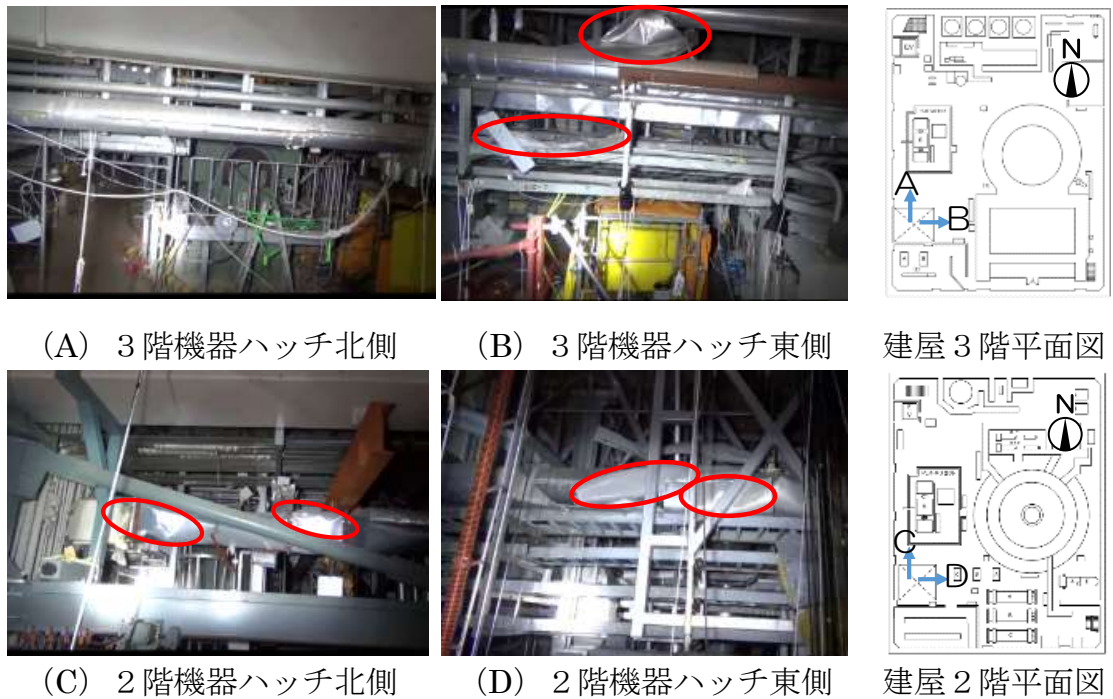 N
A
B
(A) 3階機器ハッチ北側
(B) 3階機器ハッチ東側
建屋3階平面図
N
C
D
(C) 2階機器ハッチ北側
(D) 2階機器ハッチ東側
建屋2階平面図